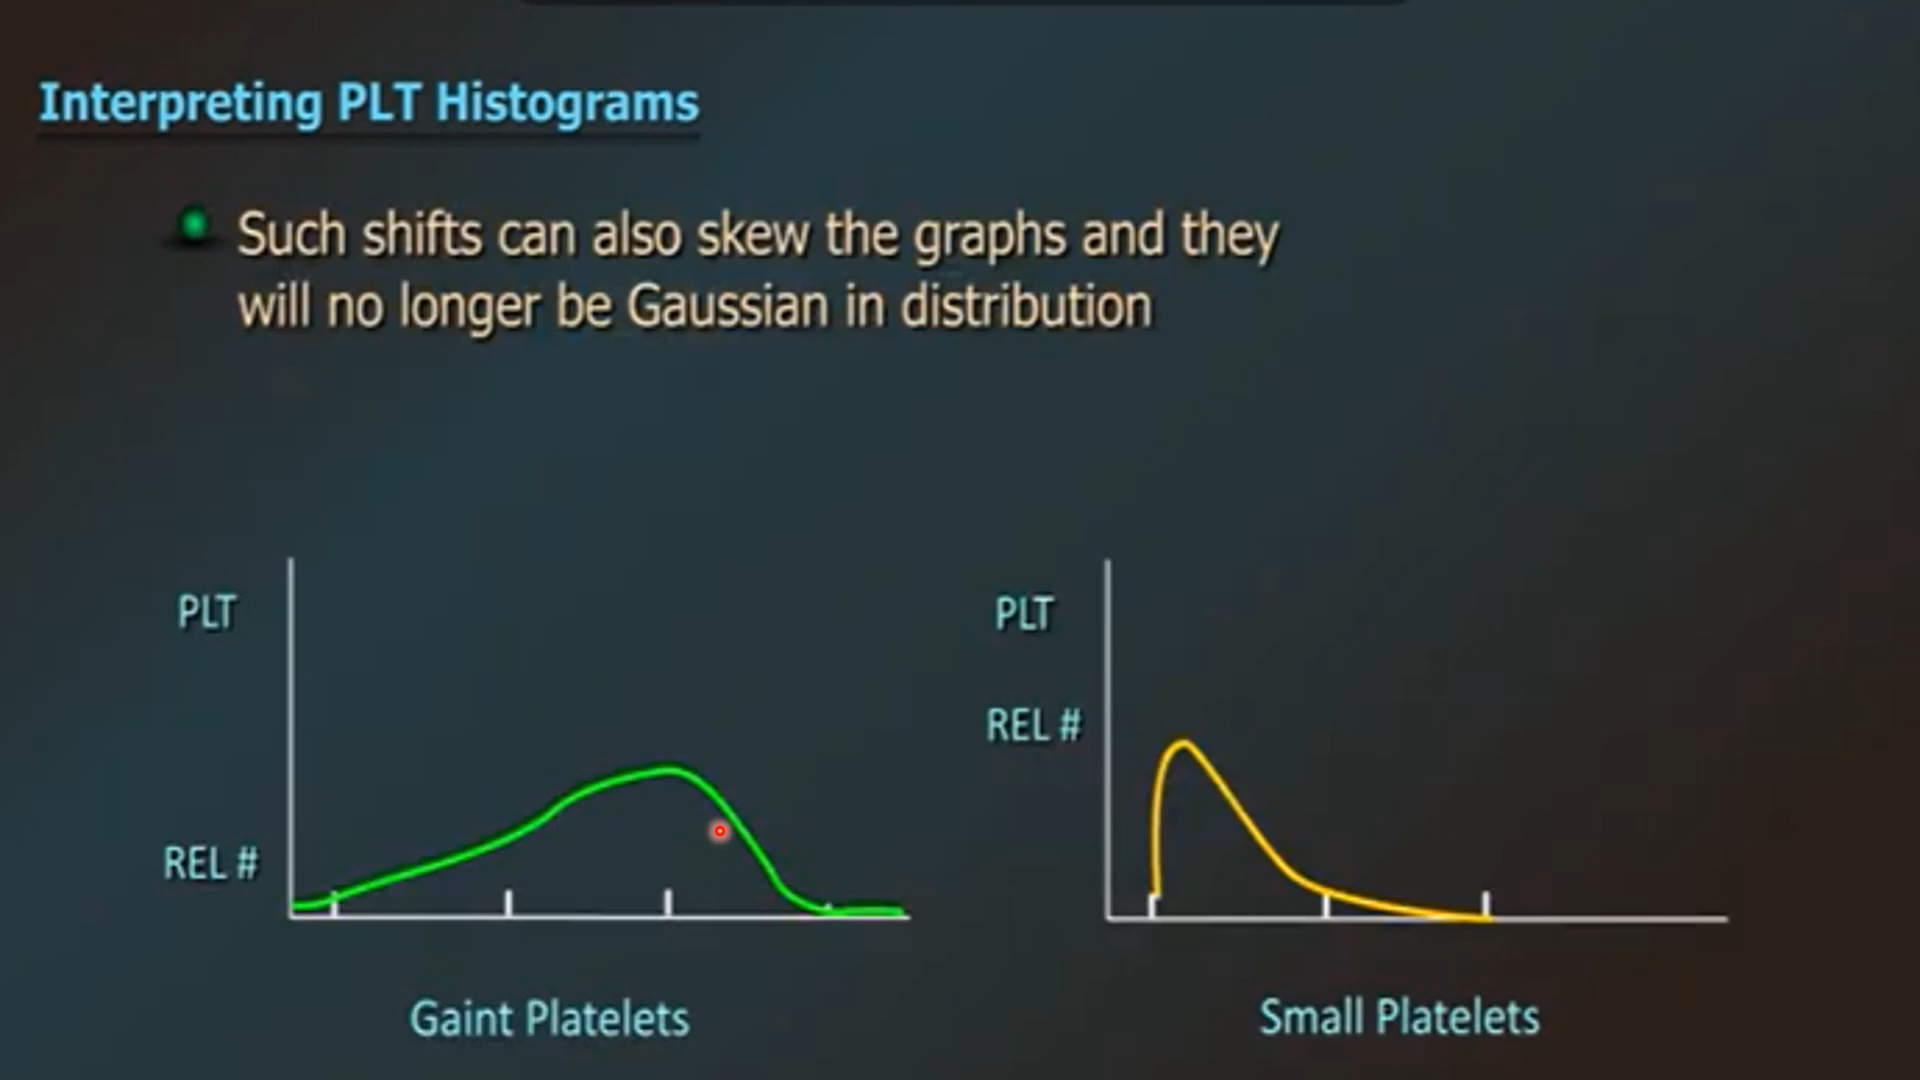 Interpreting PLT Histograms
Such shifts can also skew the graphs and they
will no longer be Gaussian in distribution
PLT
REL #
Gaint Platelets
PLT
REL #
Small Platelets